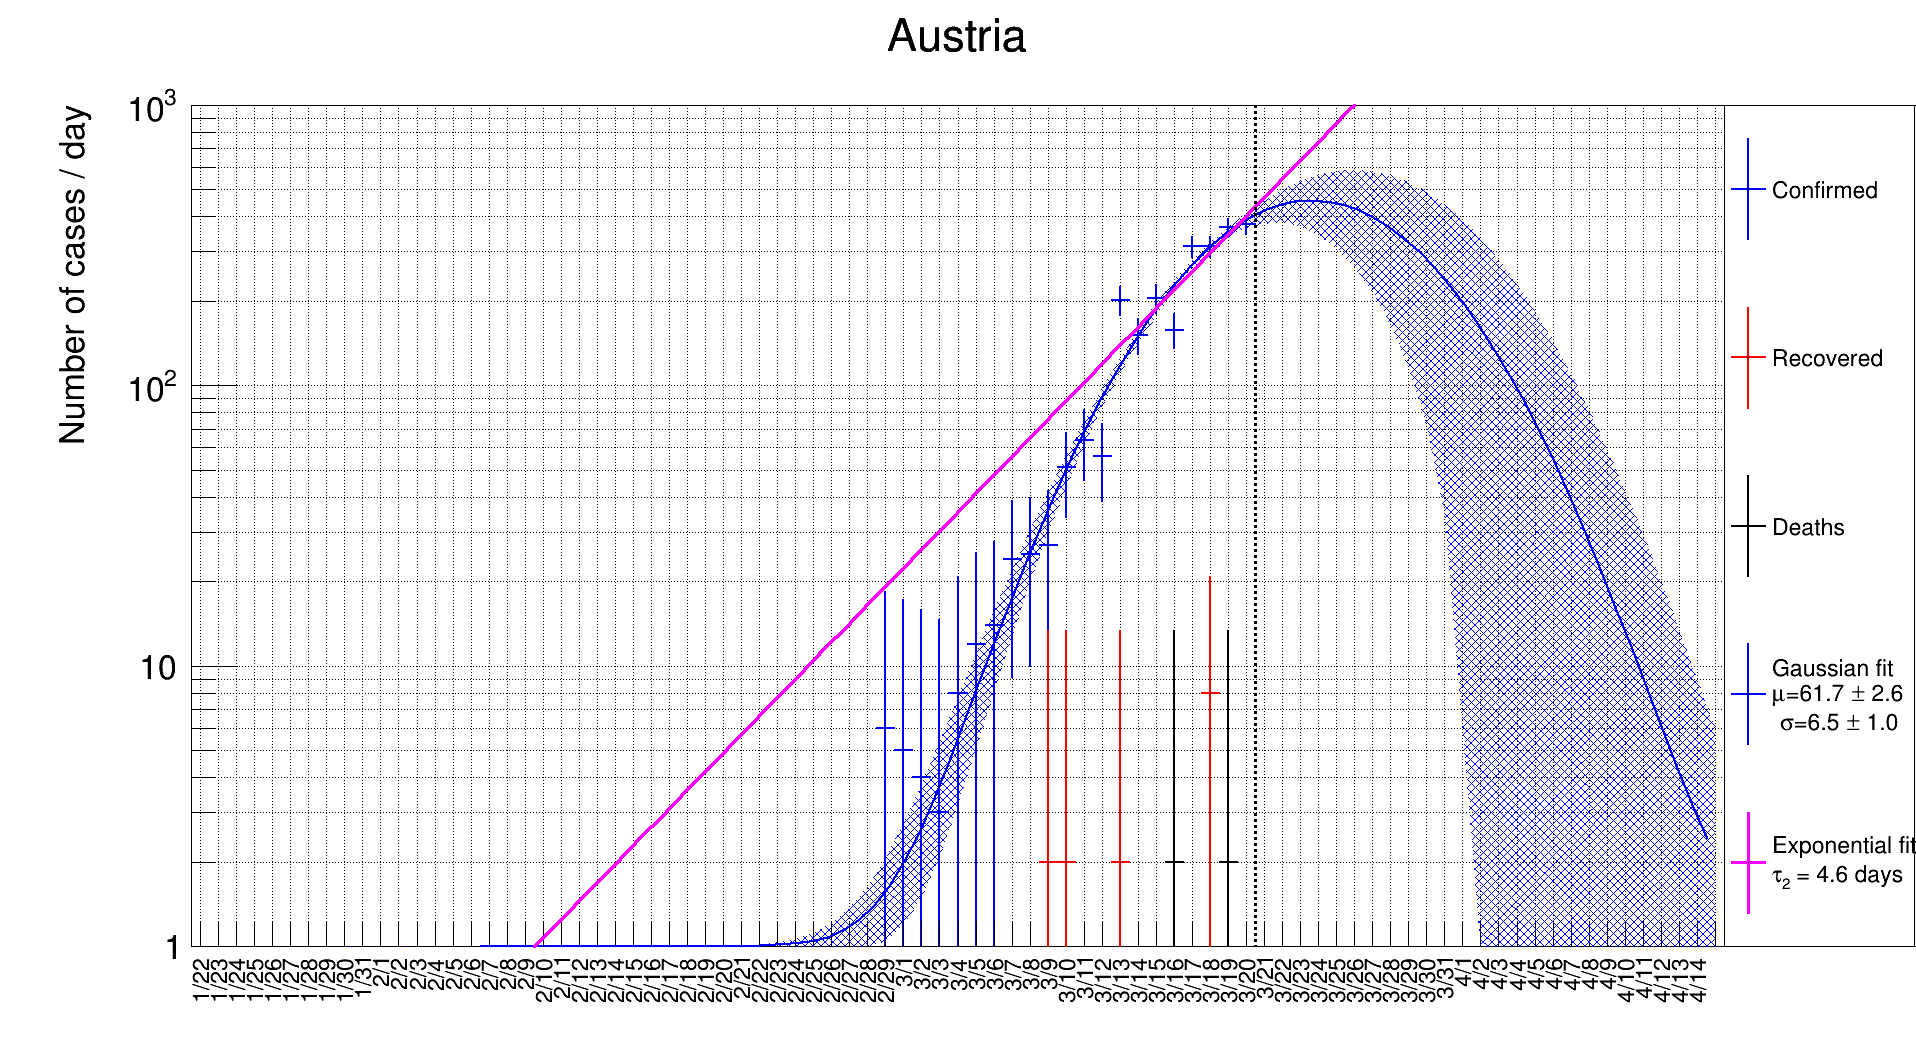 Austria
Number of cases / day
10³
10²
10
1
1/22 1/23 1/24 1/25 1/26 1/27 1/28 1/29 1/30 1/31 2/1 2/2 2/3 2/4 2/5 2/6 2/7 2/8 2/9 2/10 2/11 2/12 2/13 2/14 2/15 2/16 2/17 2/18 2/19 2/20 2/21 2/22 2/23 2/24 2/25 2/26 2/27 2/28 2/29 3/1 3/2 3/3 3/4 3/5 3/6 3/7 3/8 3/9 3/10 3/11 3/12 3/13 3/14 3/15 3/16 3/17 3/18 3/19 3/20 3/21 3/22 3/23 3/24 3/25 3/26 3/27 3/28 3/29 3/30 3/31 4/1 4/2 4/3 4/4 4/5 4/6 4/7 4/8 4/9 4/10 4/11 4/12 4/13 4/14
Confirmed
Recovered
Deaths
Gaussian fit
μ=61.7 ± 2.6
σ=6.5 ± 1.0
Exponential fit
τ₂ = 4.6 days